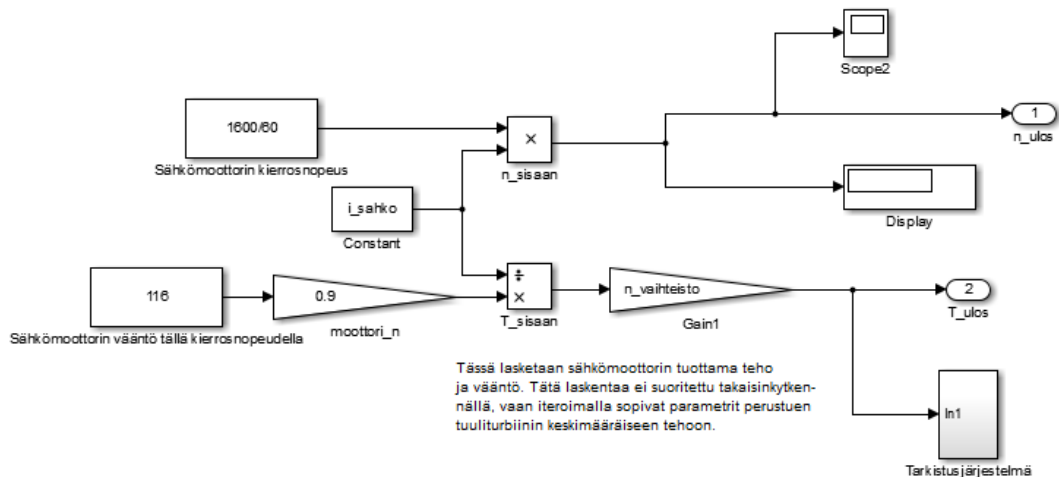 Scope2
1600/60
Sähkömoottorin kierrosnopeus
×
n_sisaan
1
n_ulos
Display
i_sahko
Constant
116
Sähkömoottorin vääntö tällä kierrosnopeudella
0.9
moottori_n
÷
×
T_sisaan
n_vaihteisto
Gain1
2
T_ulos
Tässä lasketaan sähkömoottorin tuottama teho
ja vääntö. Tätä laskentaa ei suoritettu takaisinkytken-
nällä, vaan iteroimalla sopivat parametrit perustuen
tuuliturbiinin keskimääräiseen tehoon.
In1
Tarkistusjärjestelmä